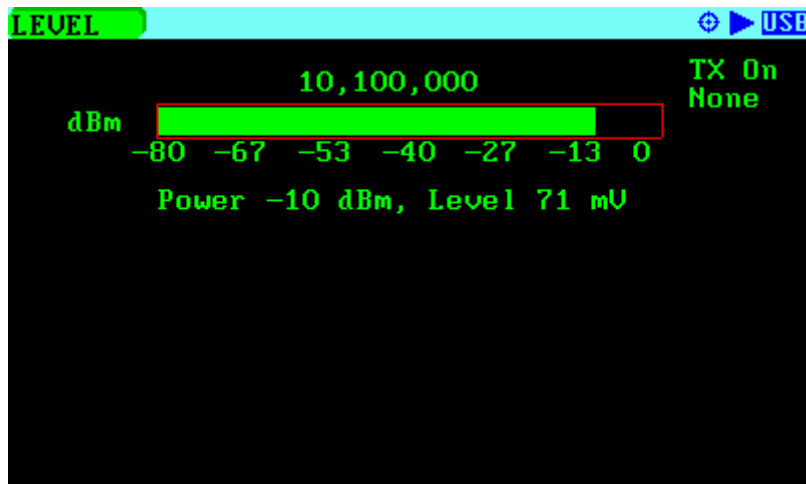 LEVEL USB
10,100,000
TX On
None
dBm
-80 -67 -53 -40 -27 -13 0
Power -10 dBm, Level 71 mV